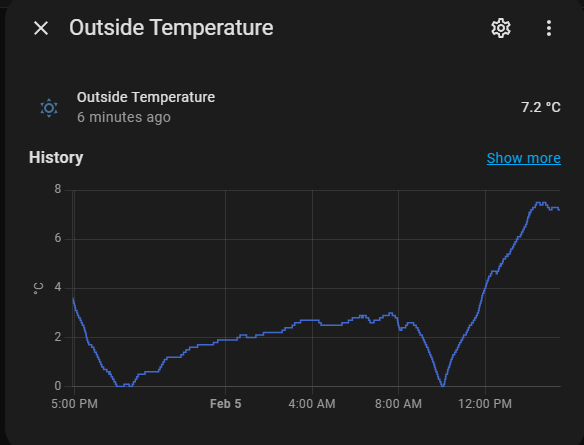 Outside Temperature
Outside Temperature
6 minutes ago
7.2 °C
History
Show more
8
6
4
2
0
°C
5:00 PM
Feb 5
4:00 AM
8:00 AM
12:00 PM